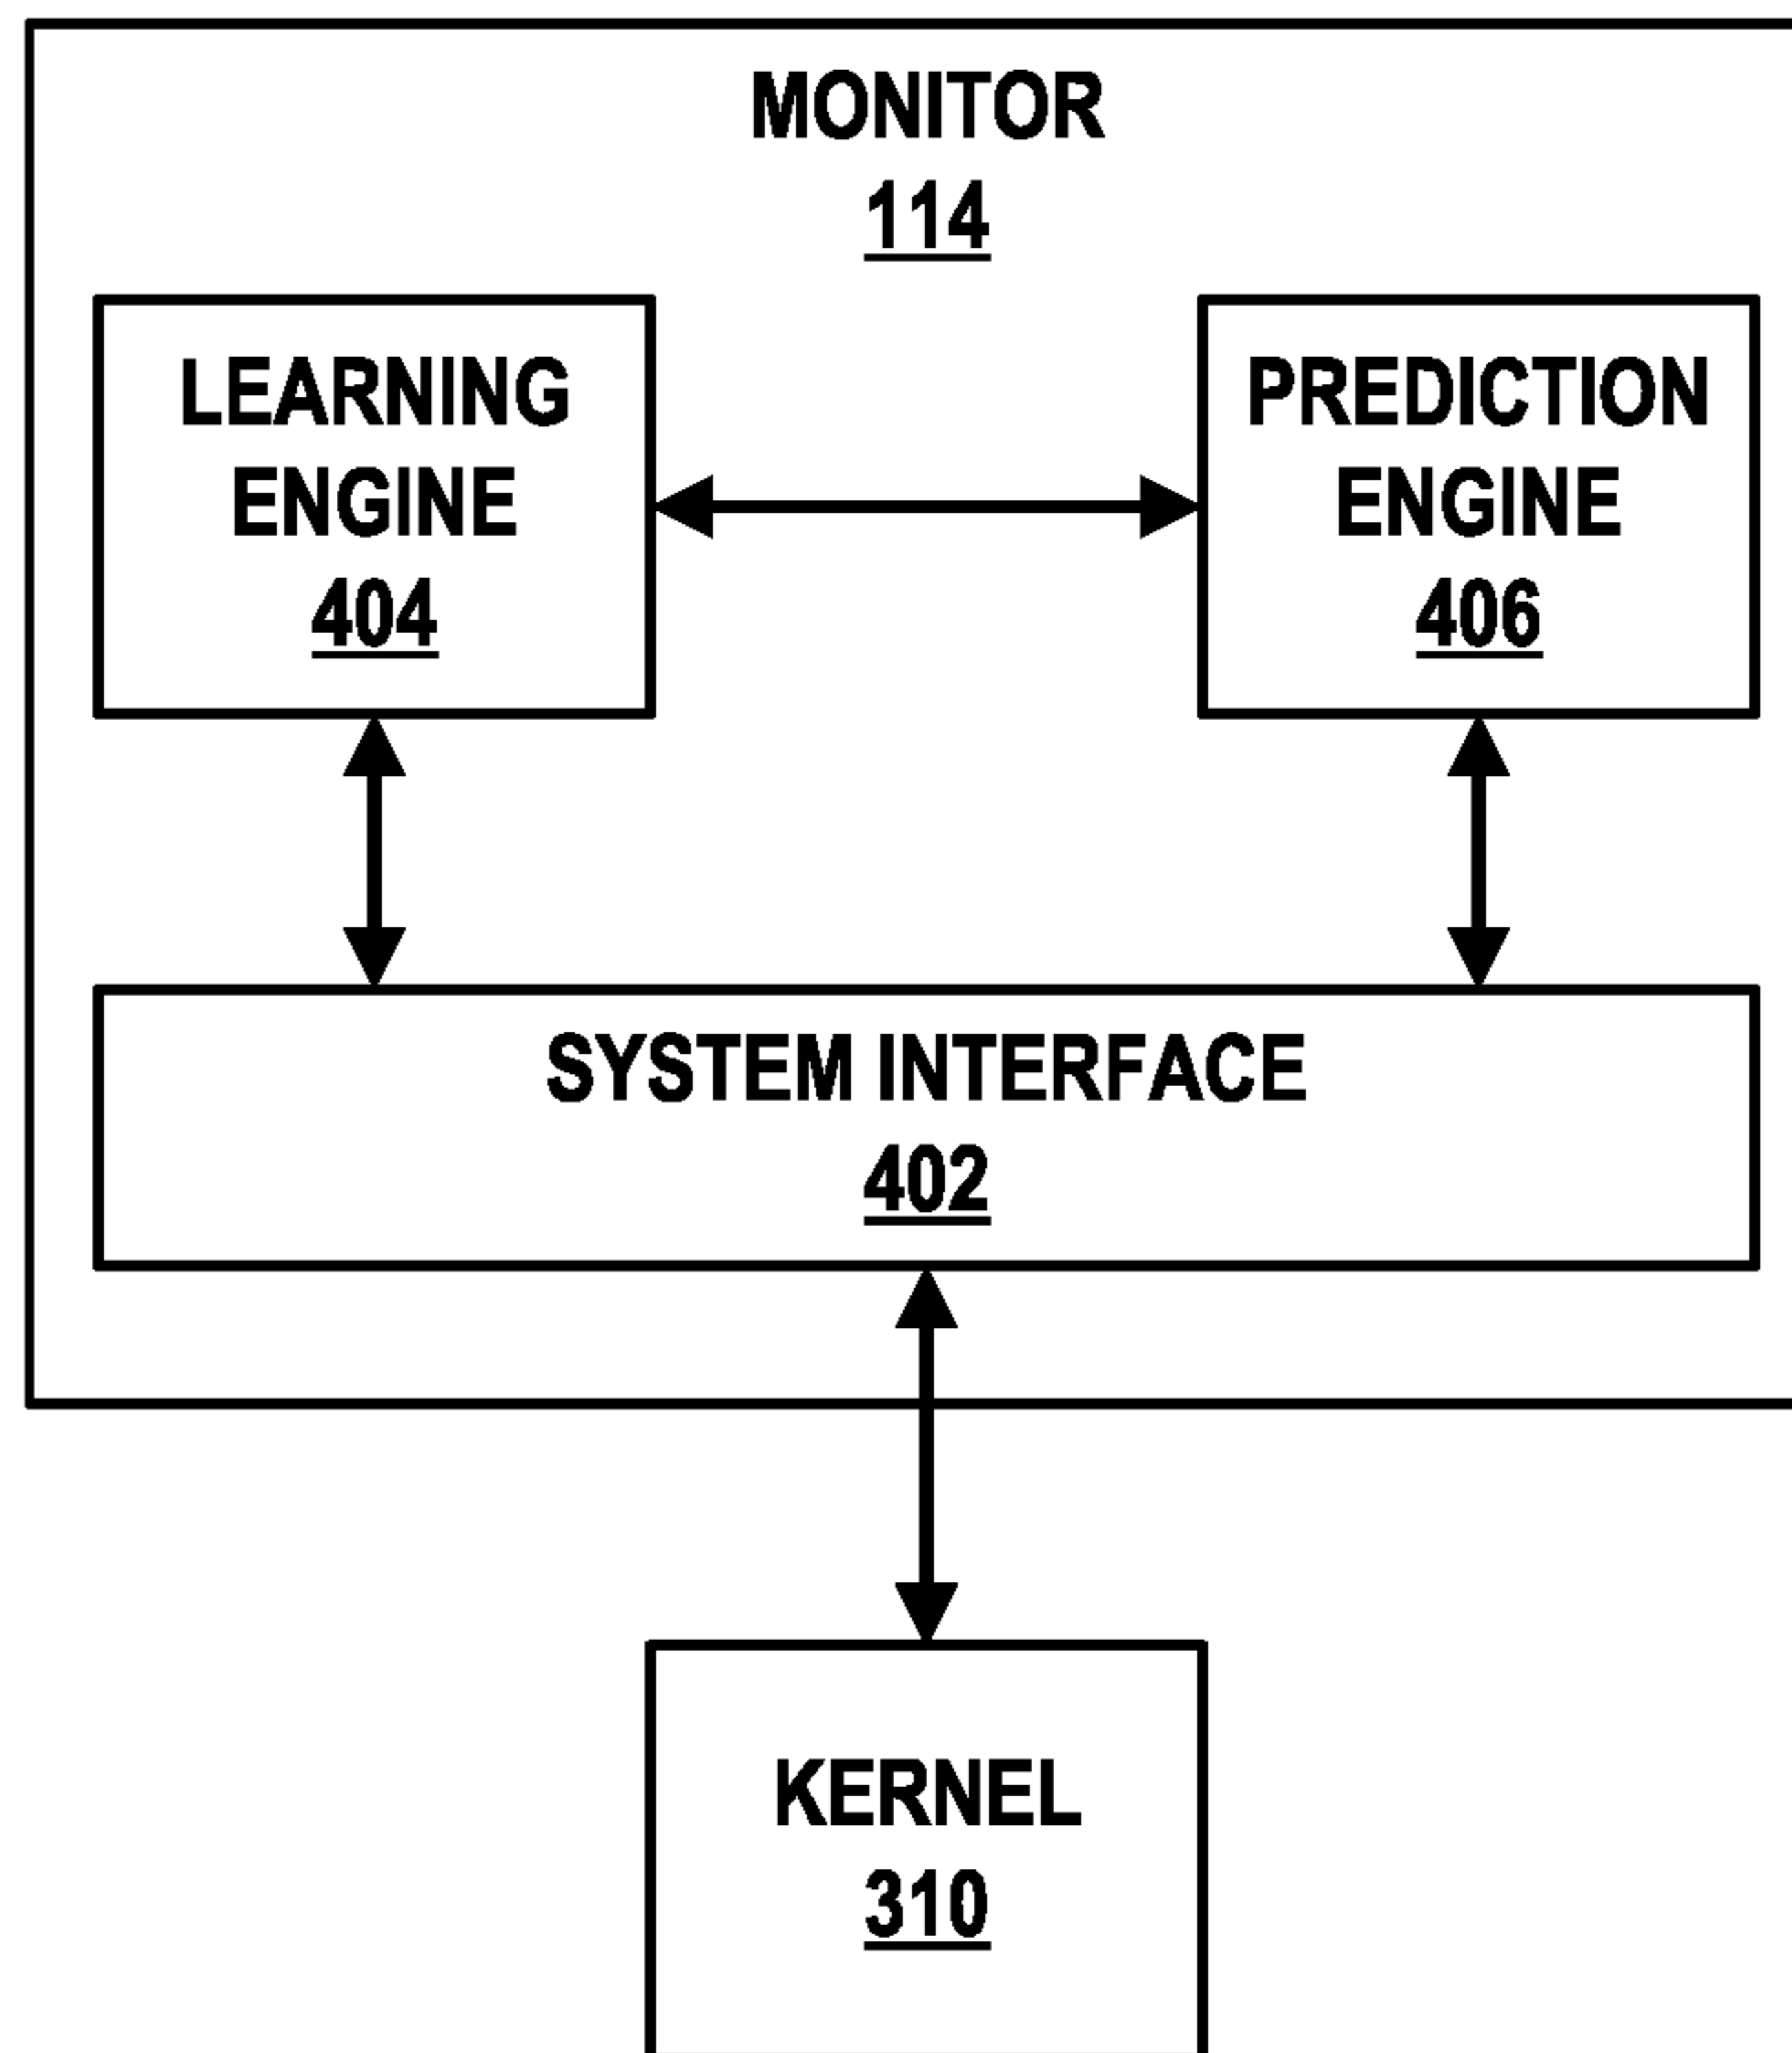 MONITOR
114
LEARNING
ENGINE
404
PREDICTION
ENGINE
406
SYSTEM INTERFACE
402
KERNEL
310